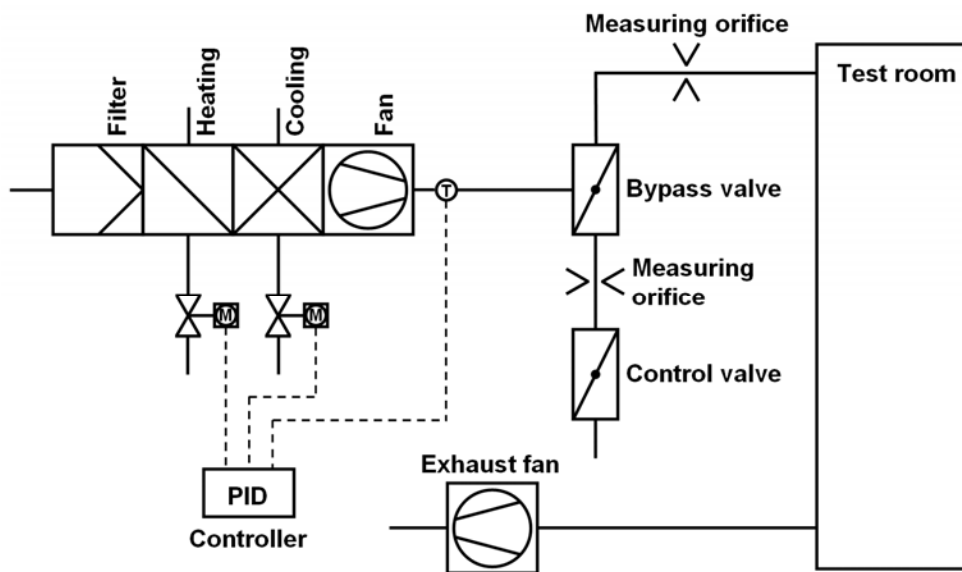 Measuring orifice
Test room
Filter
Heating
Cooling
Fan
T
Bypass valve
Measuring
orifice
M
M
Control valve
Exhaust fan
PID
Controller